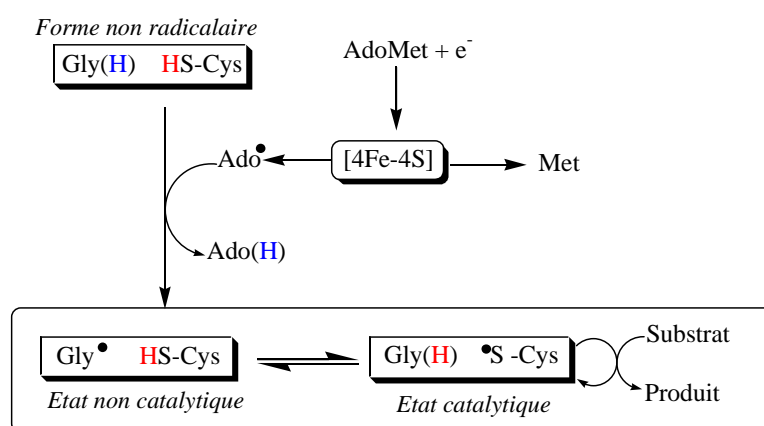 Forme non radicalaire
Gly(H) HS-Cys
AdoMet + e-
Ado• [4Fe-4S] Met
Ado(H)
Gly• HS-Cys Gly(H) •S -Cys Substrat
Produit
Etat non catalytique Etat catalytique